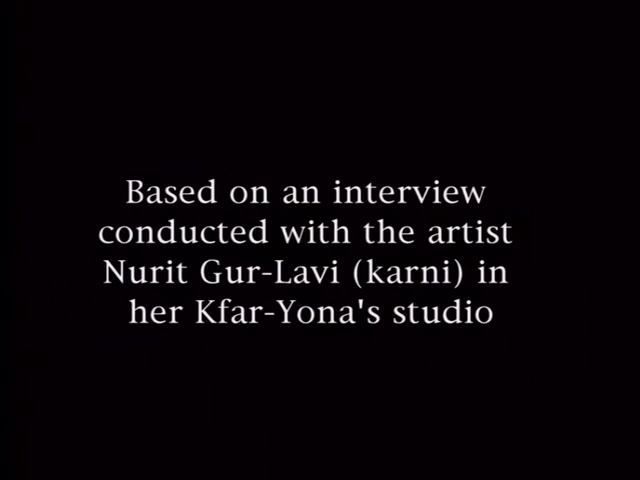 Based on an interview
conducted with the artist
Nurit Gur-Lavi (karni) in
her Kfar-Yona's studio